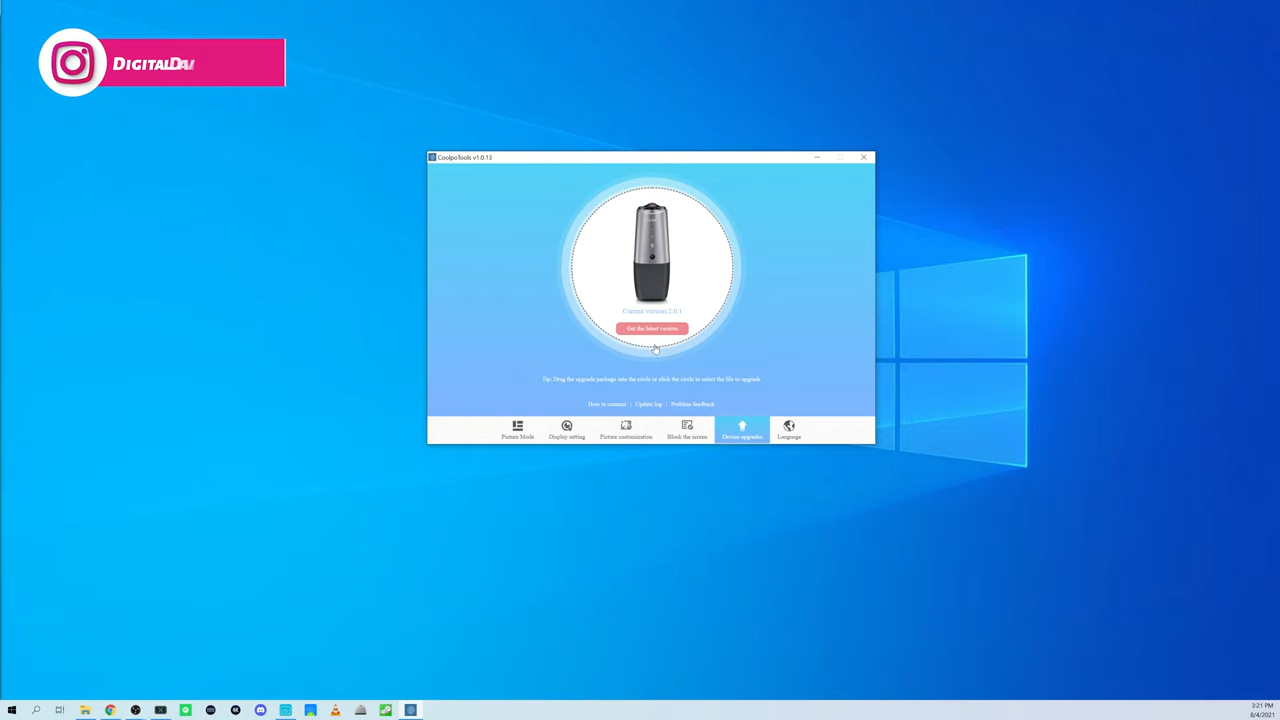 DigitalDa
CoolpoTools v1.0.13
Current version:2.0.1
Get the latest version
Tip: Drag the upgrade package into the circle or click the circle to select the file to upgrade
How to connect | Update log | Problem feedback
Picture Mode
Display setting
Picture customization
Block the screen
Device upgrades
Language
3:21 PM
8/4/2021